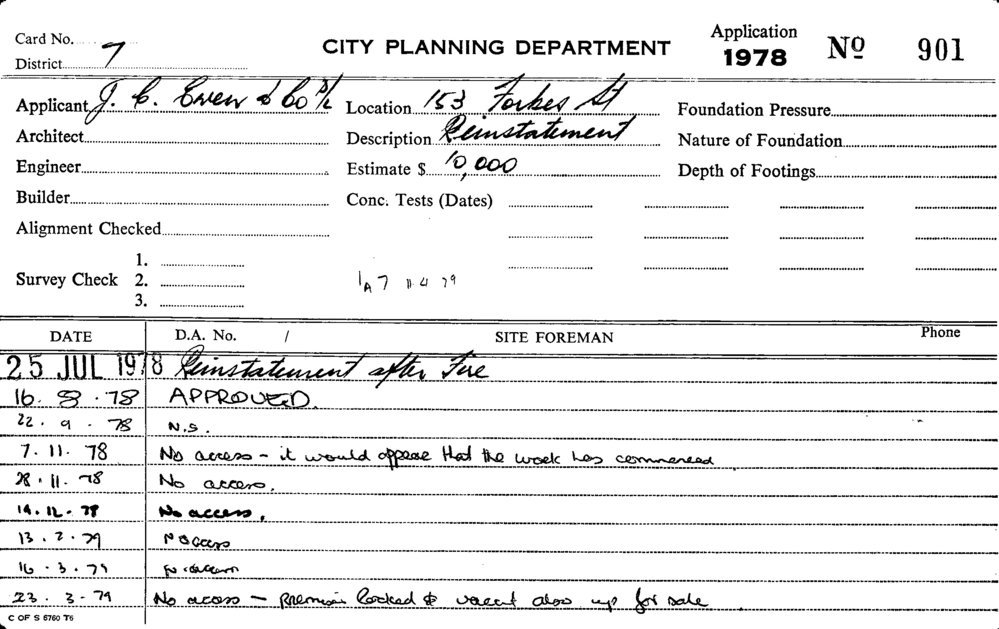 Card No. 7
District
CITY PLANNING DEPARTMENT
Application
1978 No 901
Applicant J. C. Ewen & Co P/L Location 153 Forbes St Foundation Pressure
Architect Description Reinstatement Nature of Foundation
Engineer Estimate $ 10,000 Depth of Footings
Builder Conc. Tests (Dates)
Alignment Checked
1.
Survey Check 2. 11 4 79
3.
DATE D.A. No. / SITE FOREMAN Phone
25 JUL 1978 Reinstatement after Fire
16. 8. 78 APPROVED.
22. 9. 78 N.S.
7. 11. 78 No access - it would appear that the work has commenced
28. 11. 78 No access.
14. 12. 78 No access.
13. 2. 79 No access
16. 3. 79 No access
23. 3. 79 No access - premises locked & vacant also up for sale
C OF S 6760 T6